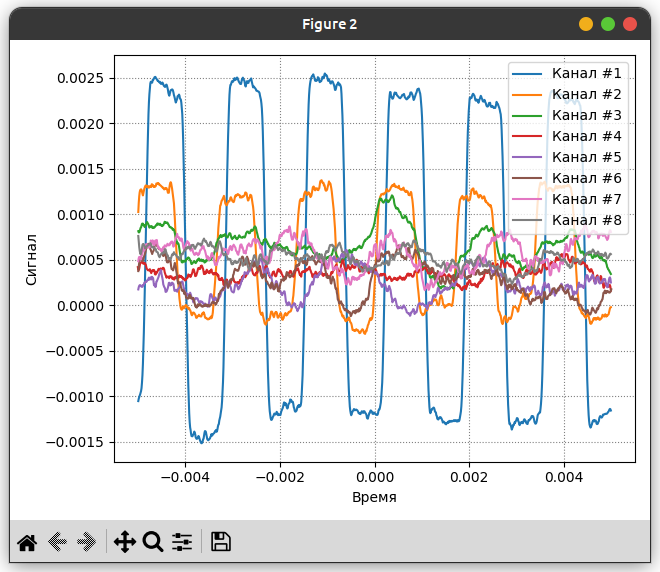 Figure 2
0.0025
0.0020
0.0015
0.0010
0.0005
0.0000
−0.0005
−0.0010
−0.0015
Сигнал
Канал #1
Канал #2
Канал #3
Канал #4
Канал #5
Канал #6
Канал #7
Канал #8
−0.004
−0.002
0.000
0.002
0.004
Время